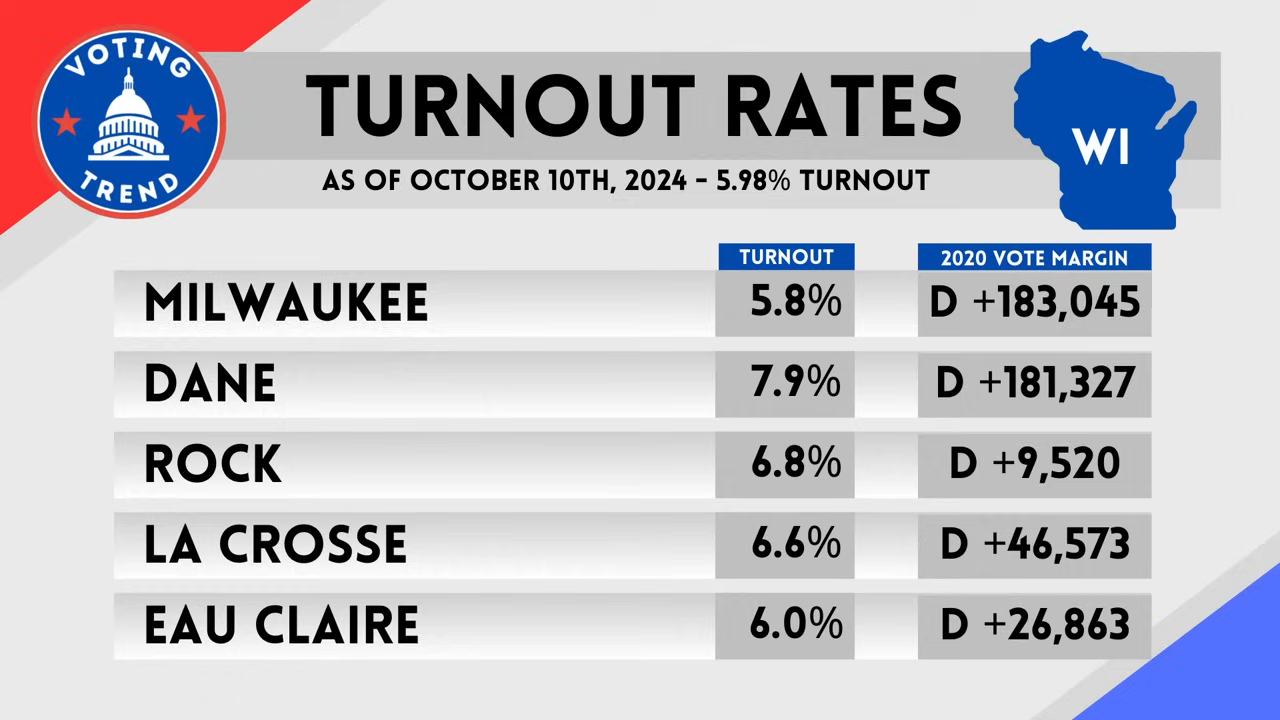 VOTING
TREND
TURNOUT RATES
WI
AS OF OCTOBER 10TH, 2024 - 5.98% TURNOUT
TURNOUT 2020 VOTE MARGIN
MILWAUKEE 5.8% D +183,045
DANE 7.9% D +181,327
ROCK 6.8% D +9,520
LA CROSSE 6.6% D +46,573
EAU CLAIRE 6.0% D +26,863